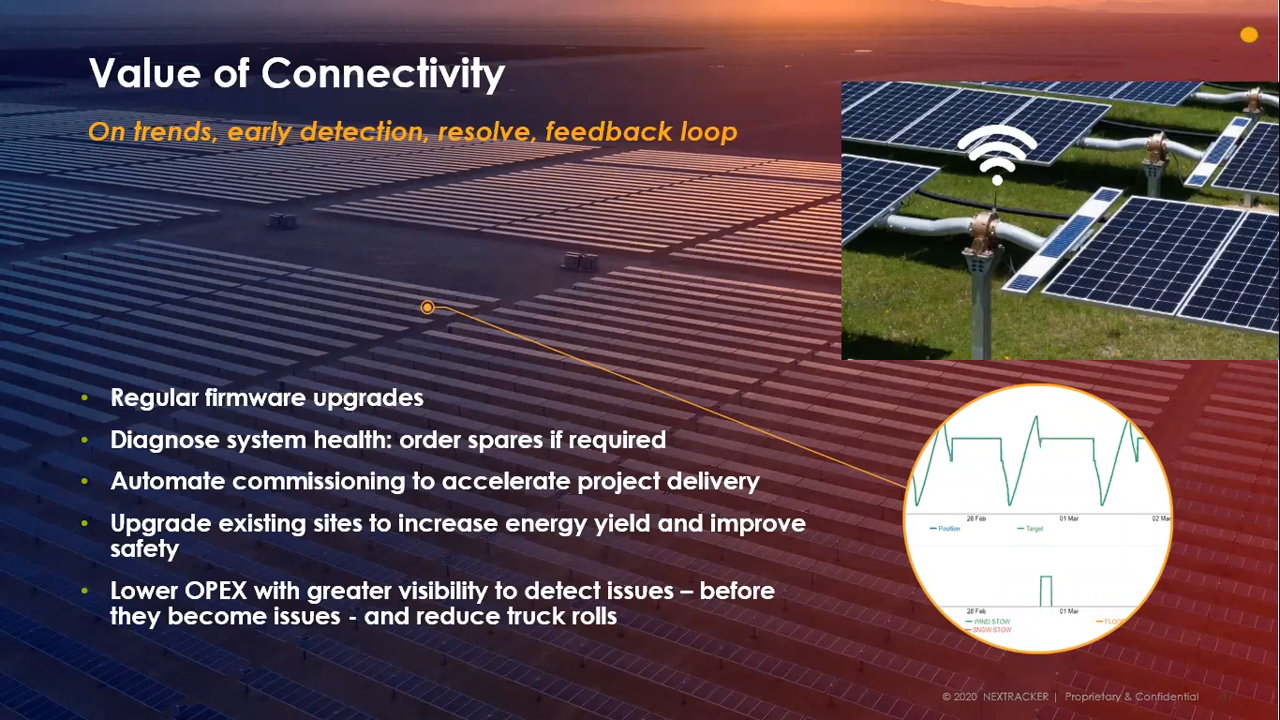 Value of Connectivity
On trends, early detection, resolve, feedback loop
• Regular firmware upgrades
• Diagnose system health: order spares if required
• Automate commissioning to accelerate project delivery
• Upgrade existing sites to increase energy yield and improve
safety
• Lower OPEX with greater visibility to detect issues – before
they become issues - and reduce truck rolls
28 Feb 01 Mar 02 Mar
Position Target
28 Feb 01 Mar
WIND STOW
SNOW STOW
© 2020 NEXTRACKER | Proprietary & Confidential